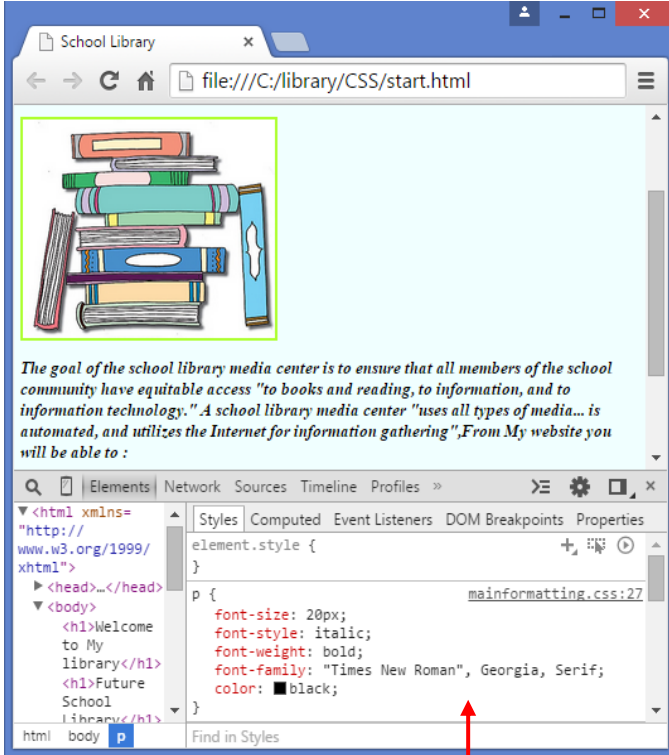 School Library
file:///C:/library/CSS/start.html
The goal of the school library media center is to ensure that all members of the school
community have equitable access "to books and reading, to information, and to
information technology." A school library media center "uses all types of media... is
automated, and utilizes the Internet for information gathering",From My website you
will be able to :
Elements Network Sources Timeline Profiles »
▼<html xmlns=
"http://
www.w3.org/1999/
xhtml">
▶<head>…</head>
▼<body>
<h1>Welcome
to My
library</h1>
<h1>Future
School
Library</h1>
html body p
Styles Computed Event Listeners DOM Breakpoints Properties
element.style {
}
p { mainformatting.css:27
font-size: 20px;
font-style: italic;
font-weight: bold;
font-family: "Times New Roman", Georgia, Serif;
color: black;
}
Find in Styles